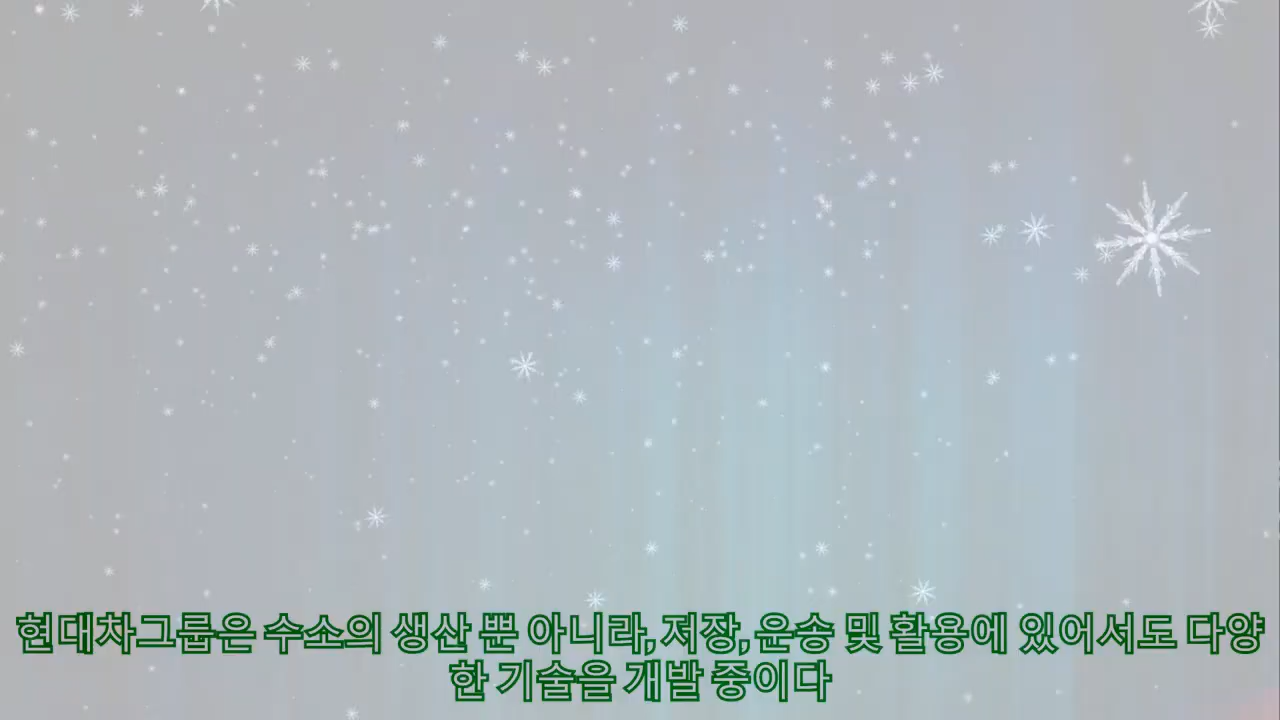 현대차그룹은 수소의 생산 뿐 아니라, 저장, 운송 및 활용에 있어서도 다양
한 기술을 개발 중이다